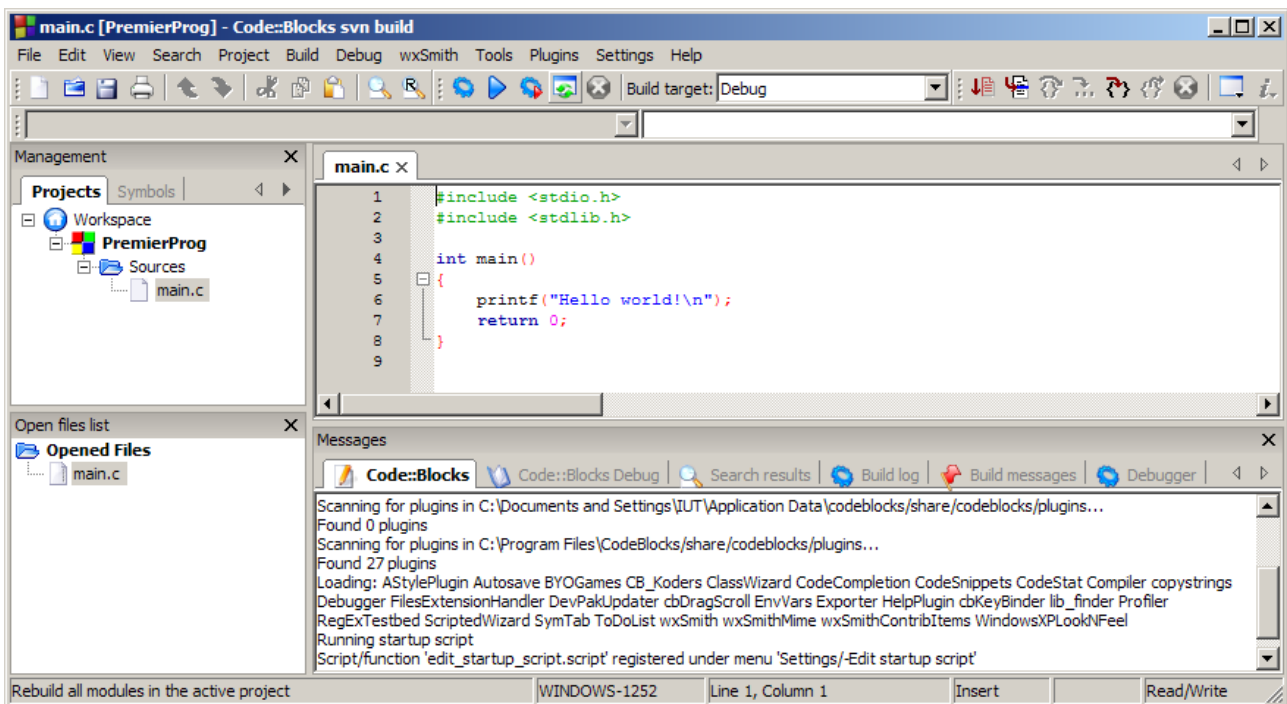 main.c [PremierProg] - Code::Blocks svn build
File Edit View Search Project Build Debug wxSmith Tools Plugins Settings Help
Build target: Debug
Management
Projects Symbols
Workspace
PremierProg
Sources
main.c
Open files list
Opened Files
main.c
main.c
1 #include <stdio.h>
2 #include <stdlib.h>
3
4 int main()
5 {
6 printf("Hello world!\n");
7 return 0;
8 }
9
Messages
Code::Blocks Code::Blocks Debug Search results Build log Build messages Debugger
Scanning for plugins in C:\Documents and Settings\IUT\Application Data\codeblocks/share/codeblocks/plugins...
Found 0 plugins
Scanning for plugins in C:\Program Files\CodeBlocks/share/codeblocks/plugins...
Found 27 plugins
Loading: AStylePlugin Autosave BYOGames CB_Koders ClassWizard CodeCompletion CodeSnippets CodeStat Compiler copystrings
Debugger FilesExtensionHandler DevPakUpdater cbDragScroll EnvVars Exporter HelpPlugin cbKeyBinder lib_finder Profiler
RegExTestbed ScriptedWizard SymTab ToDoList wxSmith wxSmithMime wxSmithContribItems WindowsXPLookNFeel
Running startup script
Script/function 'edit_startup_script.script' registered under menu 'Settings/-Edit startup script'
Rebuild all modules in the active project WINDOWS-1252 Line 1, Column 1 Insert Read/Write